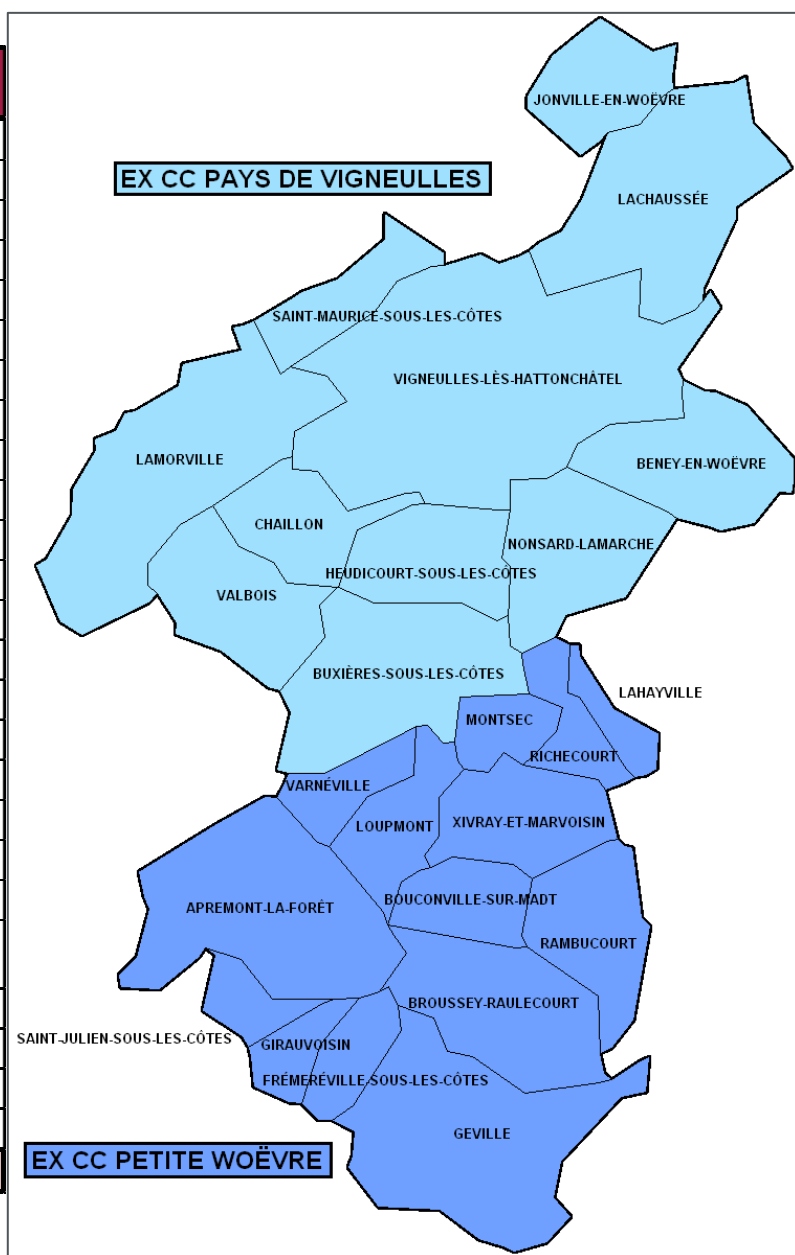 JONVILLE-EN-WOËVRE
EX CC PAYS DE VIGNEULLES
LACHAUSSÉE
SAINT-MAURICE-SOUS-LES-CÔTES
VIGNEULLES-LÈS-HATTONCHÂTEL
LAMORVILLE
BENEY-EN-WOËVRE
CHAILLON
NONSARD-LAMARCHE
HEUDICOURT-SOUS-LES-CÔTES
VALBOIS
BUXIÈRES-SOUS-LES-CÔTES
LAHAYVILLE
MONTSEC
RICHECOURT
VARNÉVILLE
LOUPMONT
XIVRAY-ET-MARVOISIN
BOUCONVILLE-SUR-MADT
APREMONT-LA-FORÊT
RAMBUCOURT
BROUSSEY-RAULECOURT
SAINT-JULIEN-SOUS-LES-CÔTES
GIRAUVOISIN
FRÉMERÉVILLE-SOUS-LES-CÔTES
GEVILLE
EX CC PETITE WOËVRE